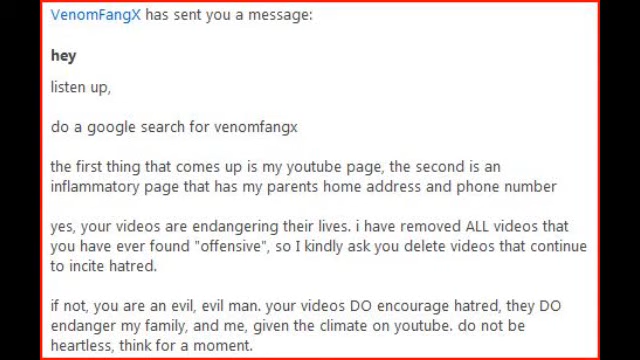 VenomFangX has sent you a message:
hey
listen up,
do a google search for venomfangx
the first thing that comes up is my youtube page, the second is an
inflammatory page that has my parents home address and phone number
yes, your videos are endangering their lives. i have removed ALL videos that
you have ever found "offensive", so I kindly ask you delete videos that continue
to incite hatred.
if not, you are an evil, evil man. your videos DO encourage hatred, they DO
endanger my family, and me, given the climate on youtube. do not be
heartless, think for a moment.